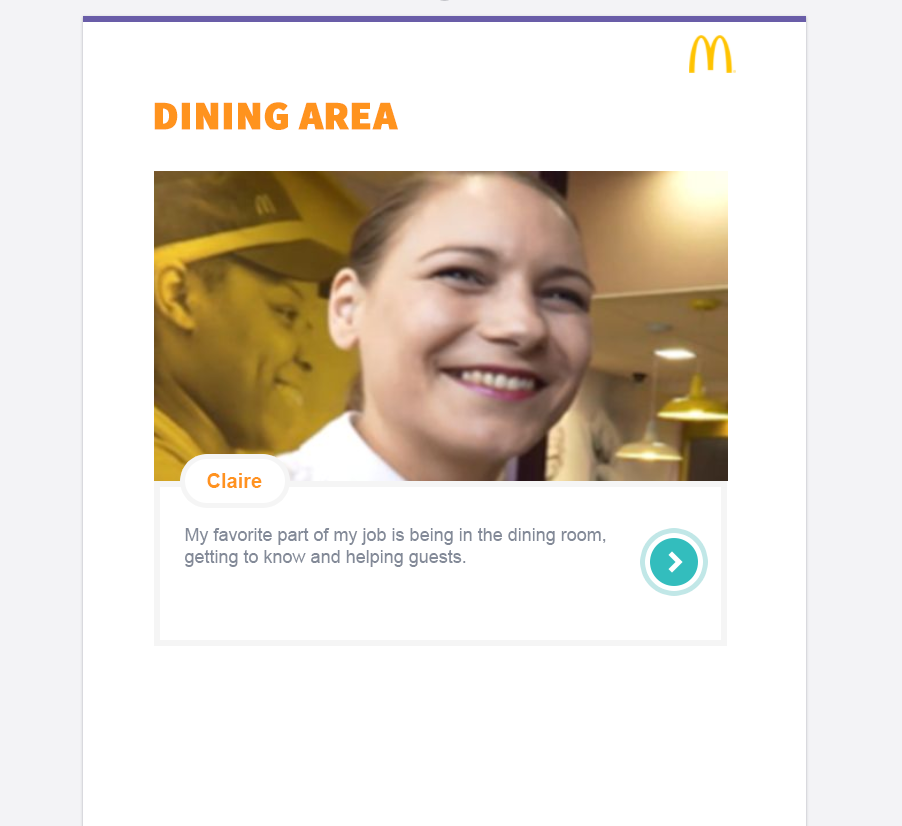 DINING AREA
Claire
My favorite part of my job is being in the dining room,
getting to know and helping guests.